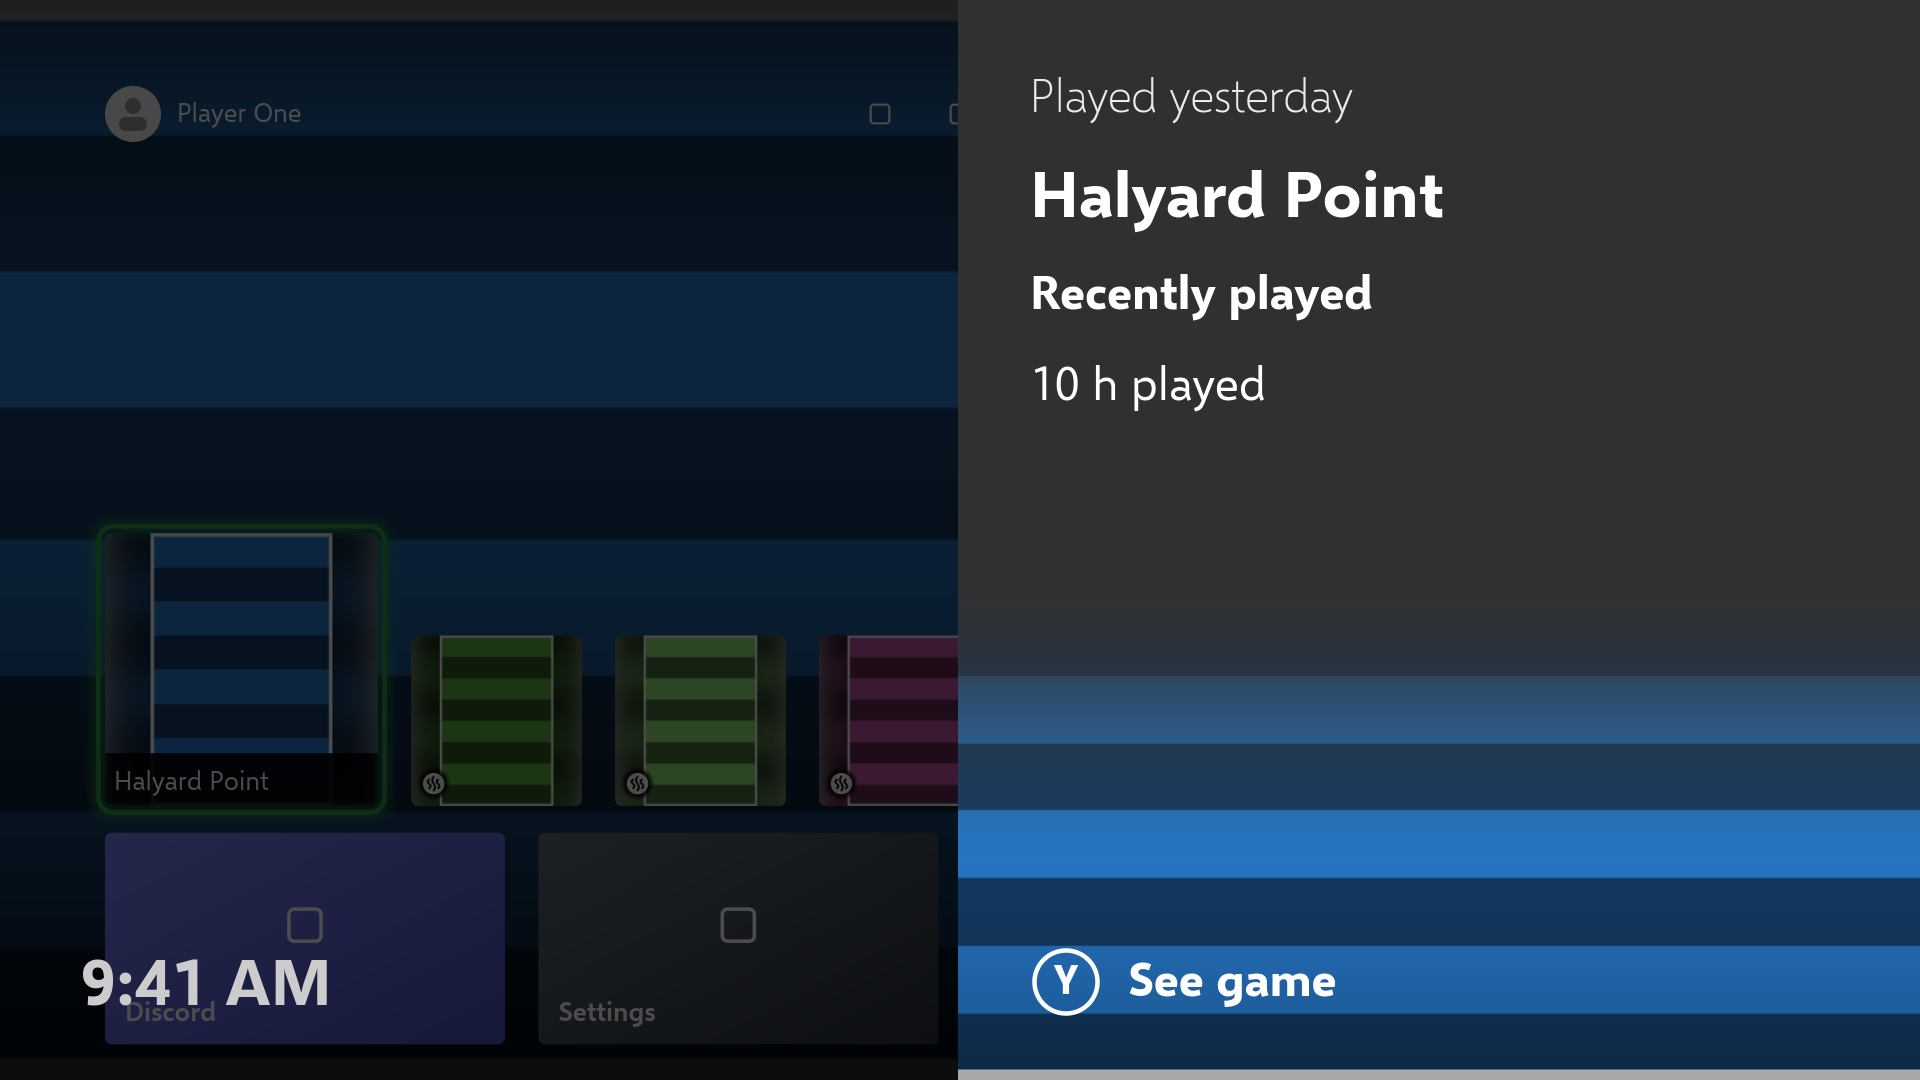 Player One
Halyard Point
Discord
Settings
9:41 AM
Played yesterday
Halyard Point
Recently played
10 h played
Y See game